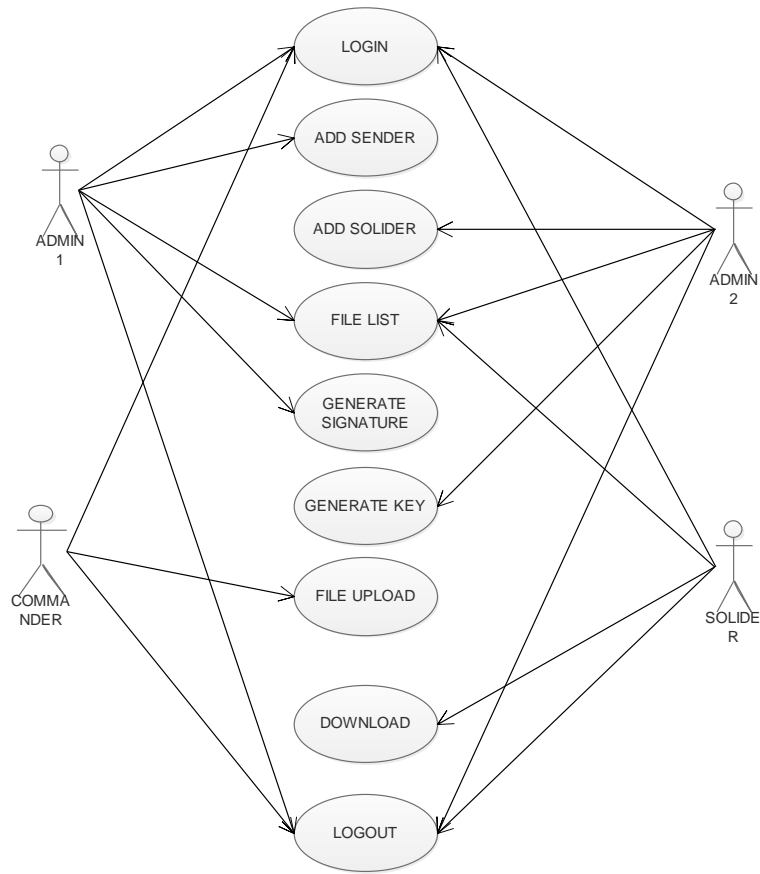 LOGIN
ADD SENDER
ADMIN
1
ADD SOLIDER
ADMIN
2
FILE LIST
GENERATE
SIGNATURE
GENERATE KEY
COMMA
NDER
FILE UPLOAD
SOLIDE
R
DOWNLOAD
LOGOUT